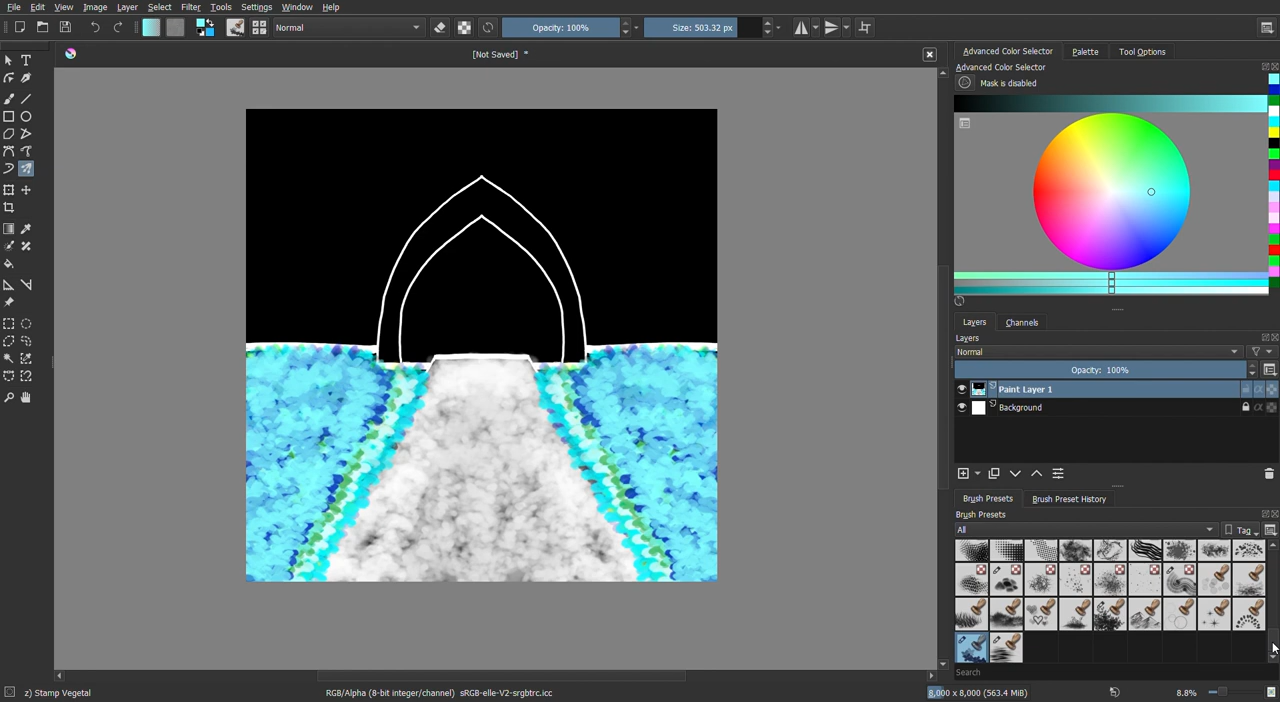 File Edit View Image Layer Select Filter Tools Settings Window Help
Normal Opacity: 100% Size: 503.32 px
[Not Saved] *
Advanced Color Selector Palette Tool Options
Advanced Color Selector
Mask is disabled
Layers Channels
Layers
Normal
Opacity: 100%
Paint Layer 1
Background
Brush Presets Brush Preset History
Brush Presets
All Tag
Search
z) Stamp Vegetal RGB/Alpha (8-bit integer/channel) sRGB-elle-V2-srgbtrc.icc 8,000 x 8,000 (563.4 MiB) 8.8%